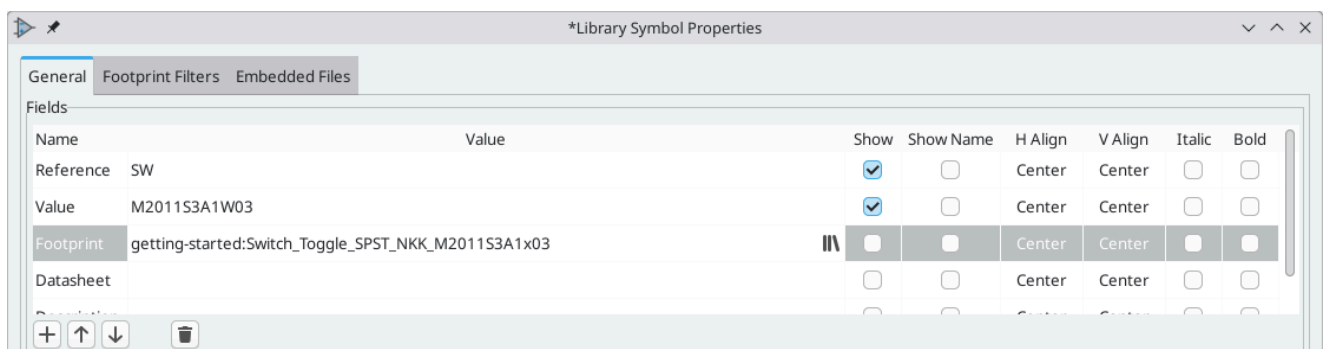 *Library Symbol Properties
General Footprint Filters Embedded Files
Fields
Name Value Show Show Name H Align V Align Italic Bold
Reference SW Center Center
Value M2011S3A1W03 Center Center
Footprint getting-started:Switch_Toggle_SPST_NKK_M2011S3A1x03 Center Center
Datasheet Center Center